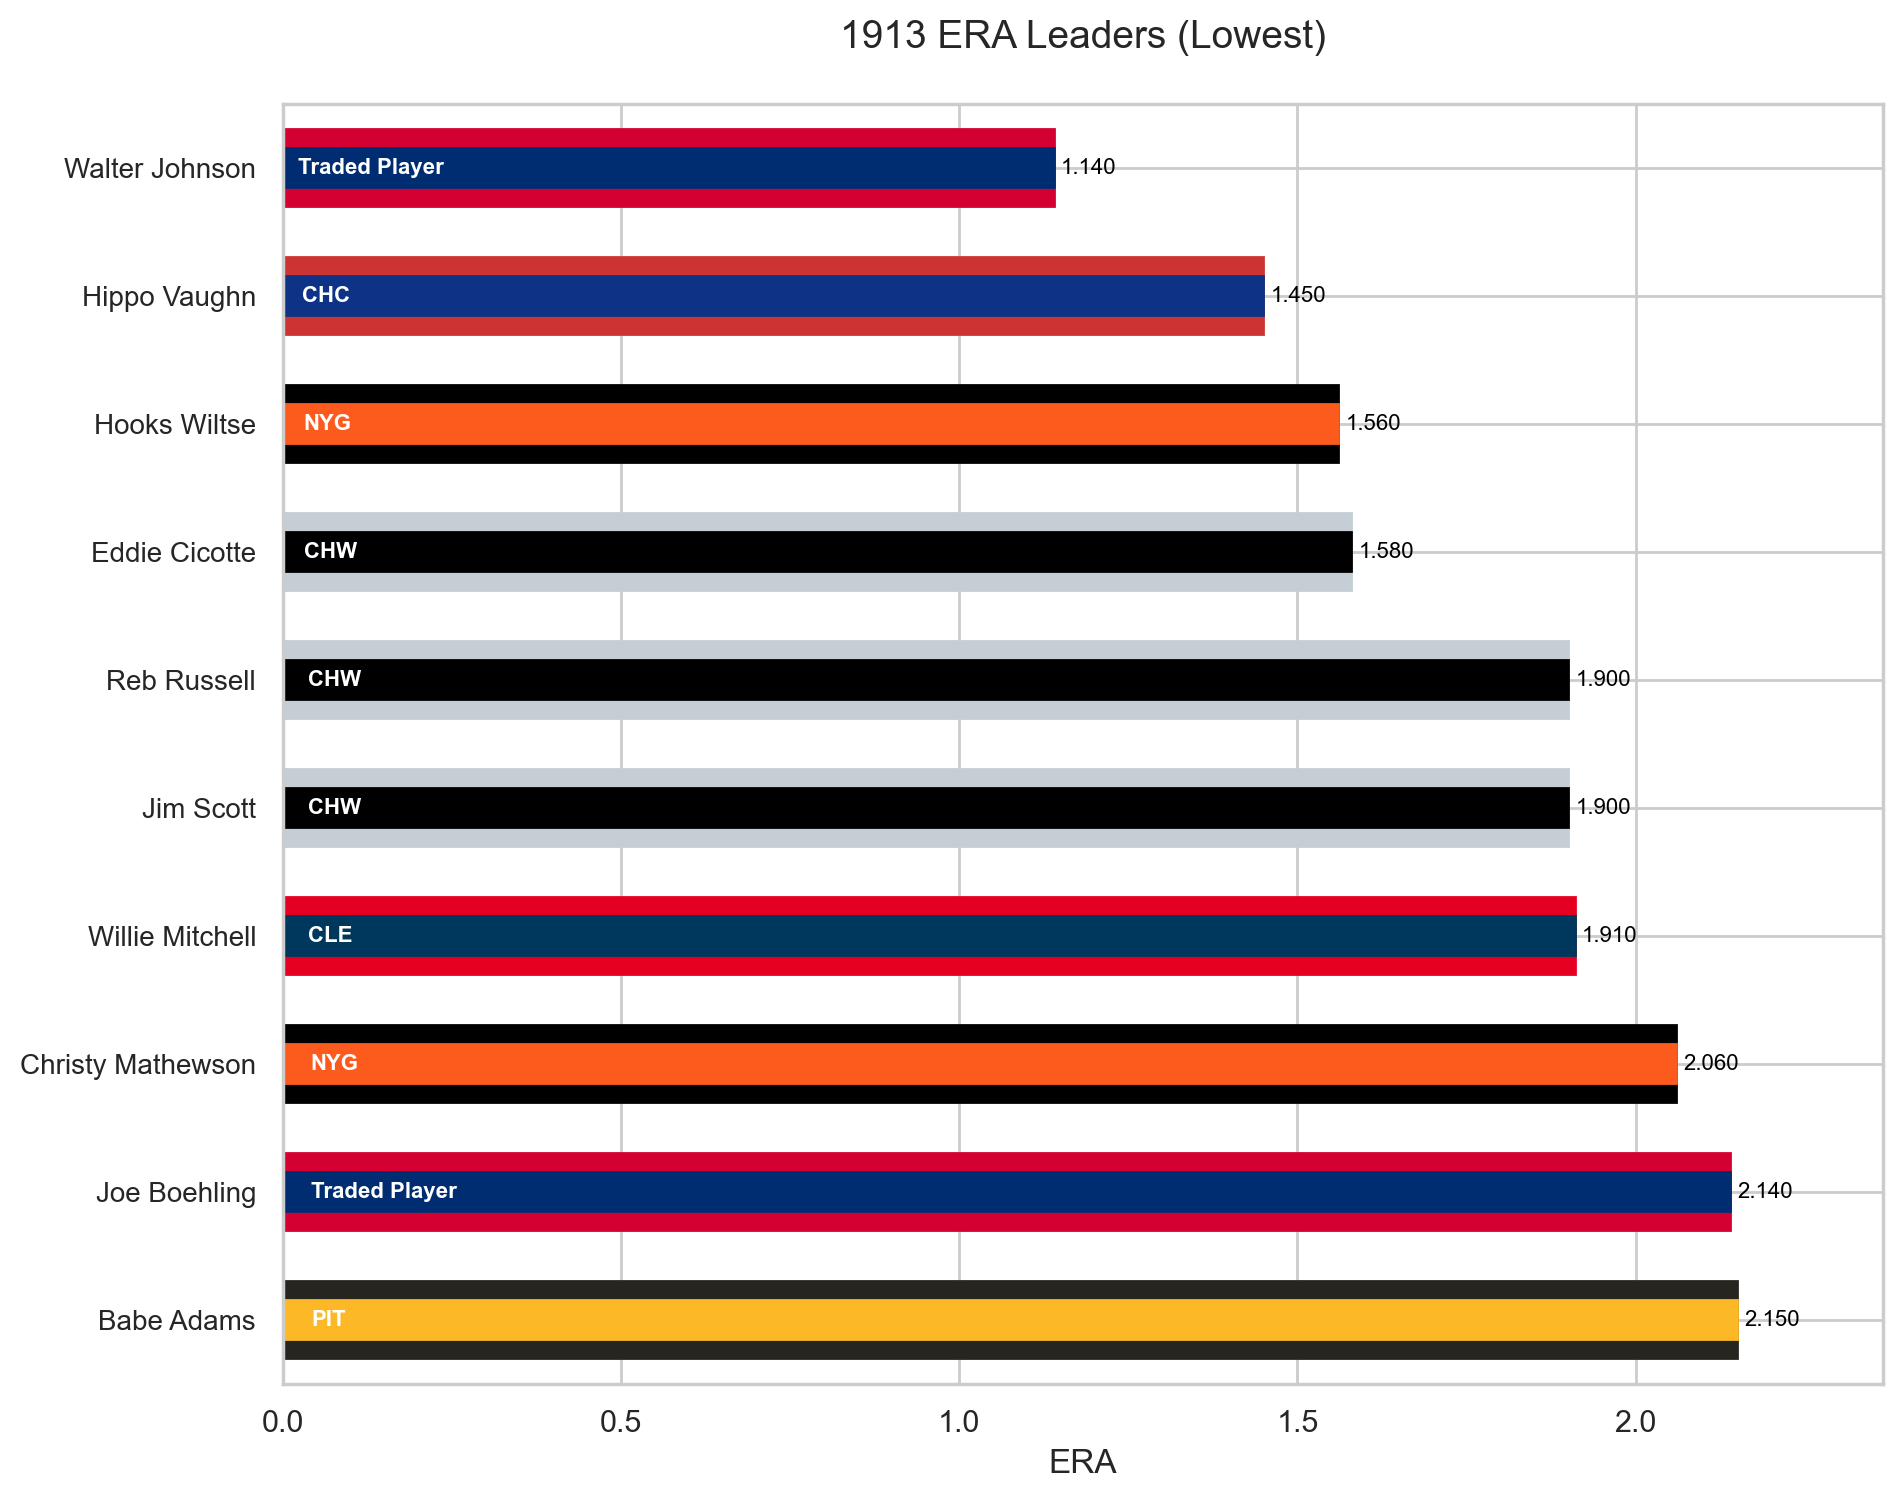 1913 ERA Leaders (Lowest)
Walter Johnson
Traded Player
1.140
Hippo Vaughn
CHC
1.450
Hooks Wiltse
NYG
1.560
Eddie Cicotte
CHW
1.580
Reb Russell
CHW
1.900
Jim Scott
CHW
1.900
Willie Mitchell
CLE
1.910
Christy Mathewson
NYG
2.060
Joe Boehling
Traded Player
2.140
Babe Adams
PIT
2.150
0.0 0.5 1.0 1.5 2.0
ERA